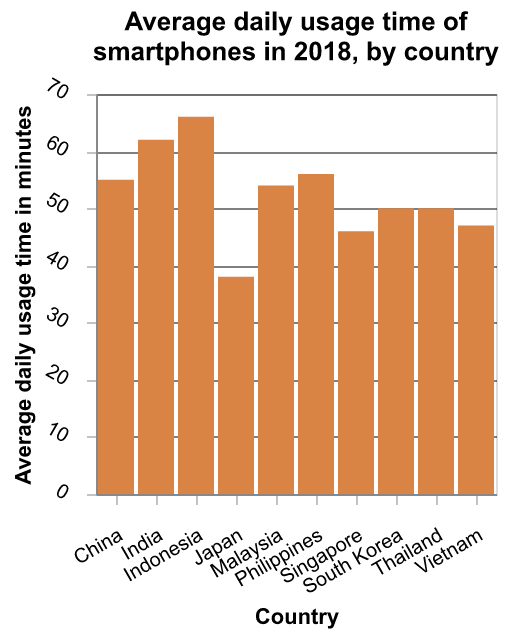 Average daily usage time of
smartphones in 2018, by country
Average daily usage time in minutes
70
60
50
40
30
20
10
0
China
India
Indonesia
Japan
Malaysia
Philippines
Singapore
South Korea
Thailand
Vietnam
Country